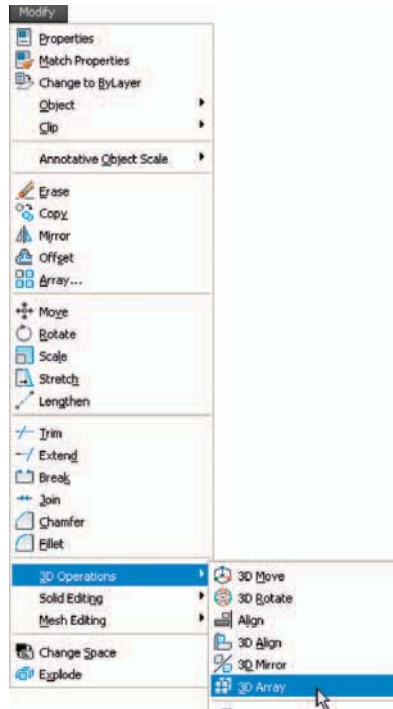 Modify
Properties
Match Properties
Change to ByLayer
Object
Clip
Annotative Object Scale
Erase
Copy
Mirror
Offset
Array...
Move
Rotate
Scale
Stretch
Lengthen
Trim
Extend
Break
Join
Chamfer
Fillet
3D Operations
Solid Editing
Mesh Editing
Change Space
Explode
3D Move
3D Rotate
Align
3D Align
3D Mirror
3D Array